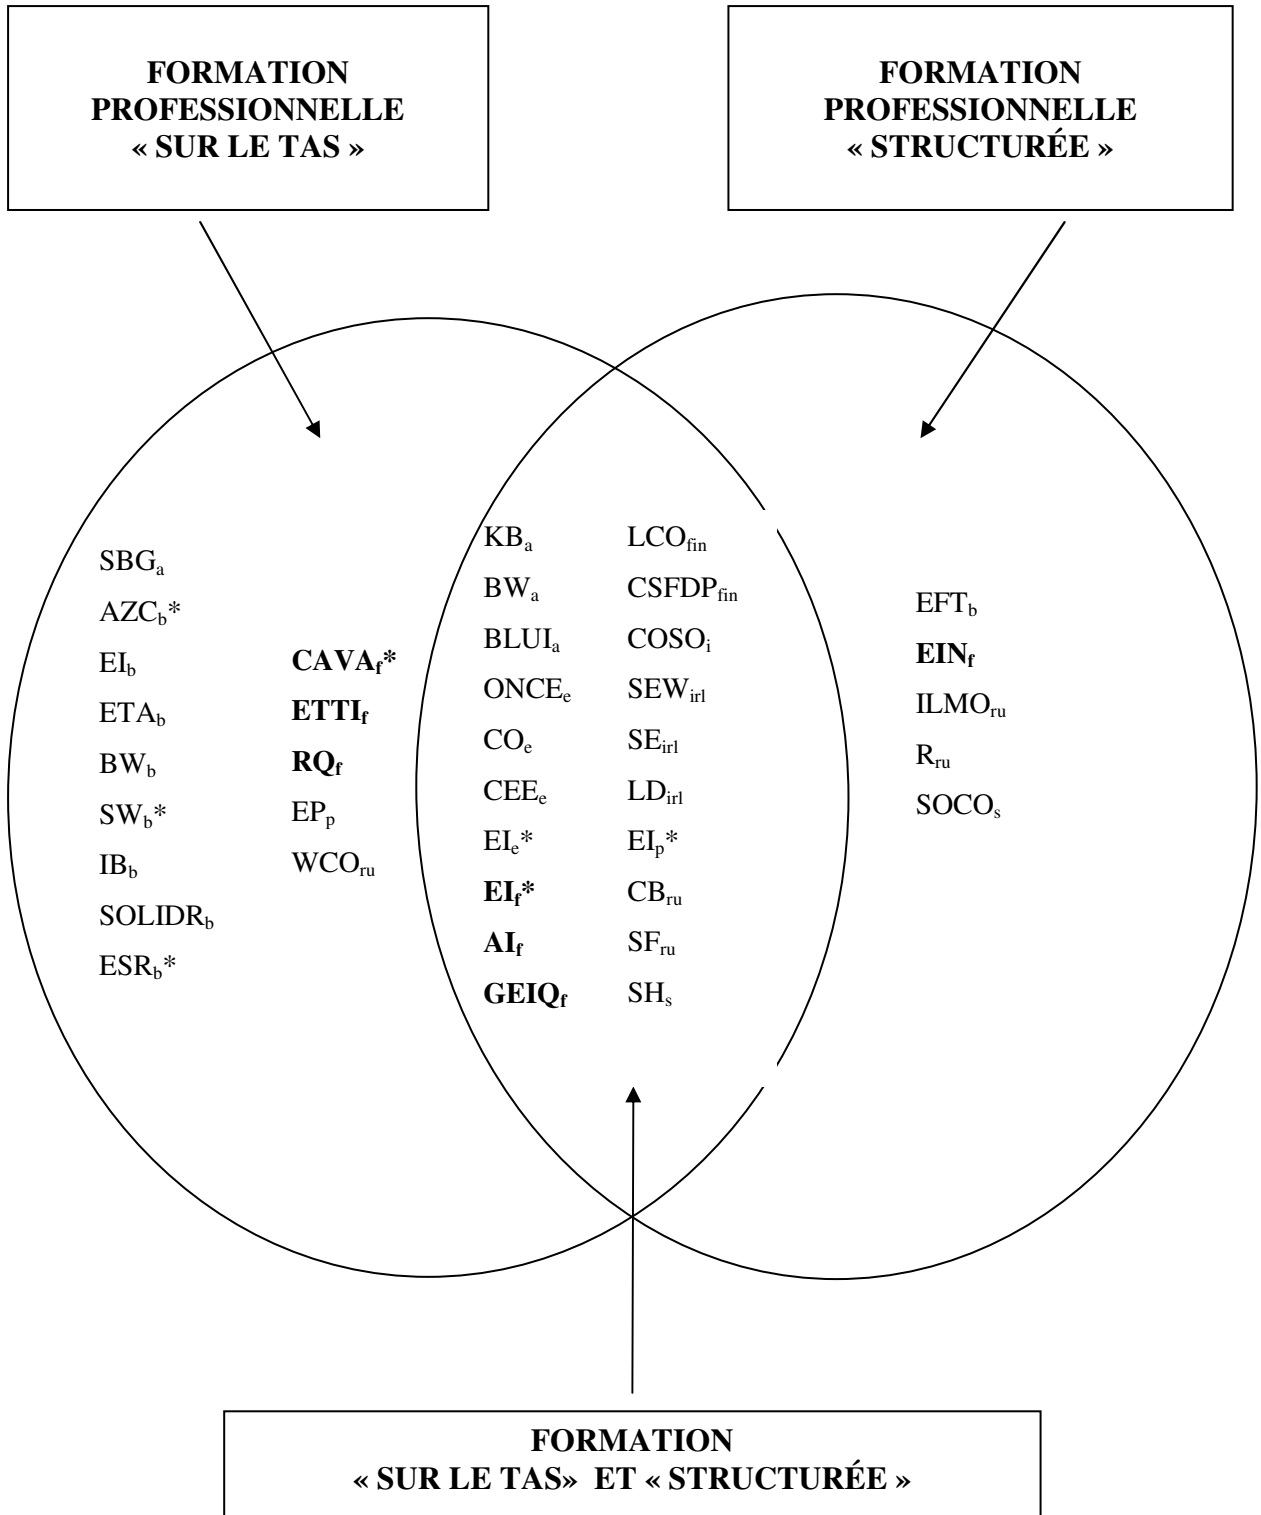 FORMATION
PROFESSIONNELLE
« SUR LE TAS »
FORMATION
PROFESSIONNELLE
« STRUCTURÉE »
SBGa
AZCb*
EIb
ETAb
BWb
SWb*
IBb
SOLIDRb
ESRb*
CAVAf*
ETTIf
RQf
EPp
WCOru
KBa
BWa
BLUIa
ONCEe
COe
CEEe
EIe*
EIf*
AIf
GEIQf
LCOfin
CSFDPfin
COSOi
SEWirl
SEirl
LDirl
EIp*
CBru
SFru
SHs
EFTb
EINf
ILMOru
Rru
SOCOs
FORMATION
« SUR LE TAS» ET « STRUCTURÉE »